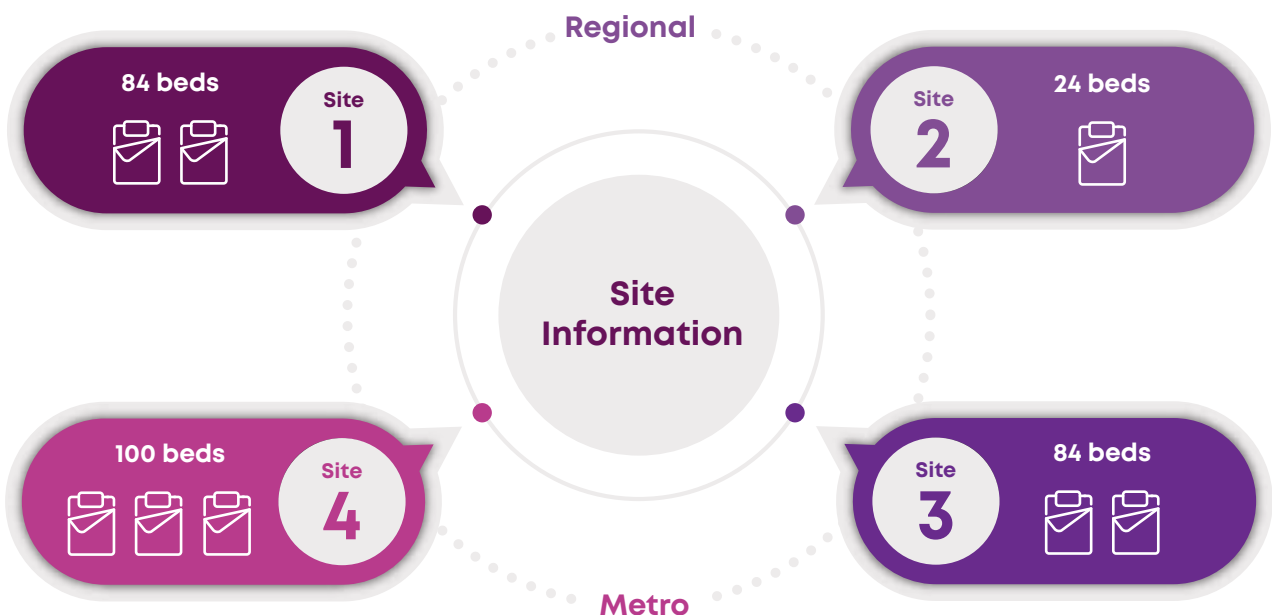 Regional
84 beds
Site
1
Site
2
24 beds
Site
Information
100 beds
Site
4
Site
3
84 beds
Metro